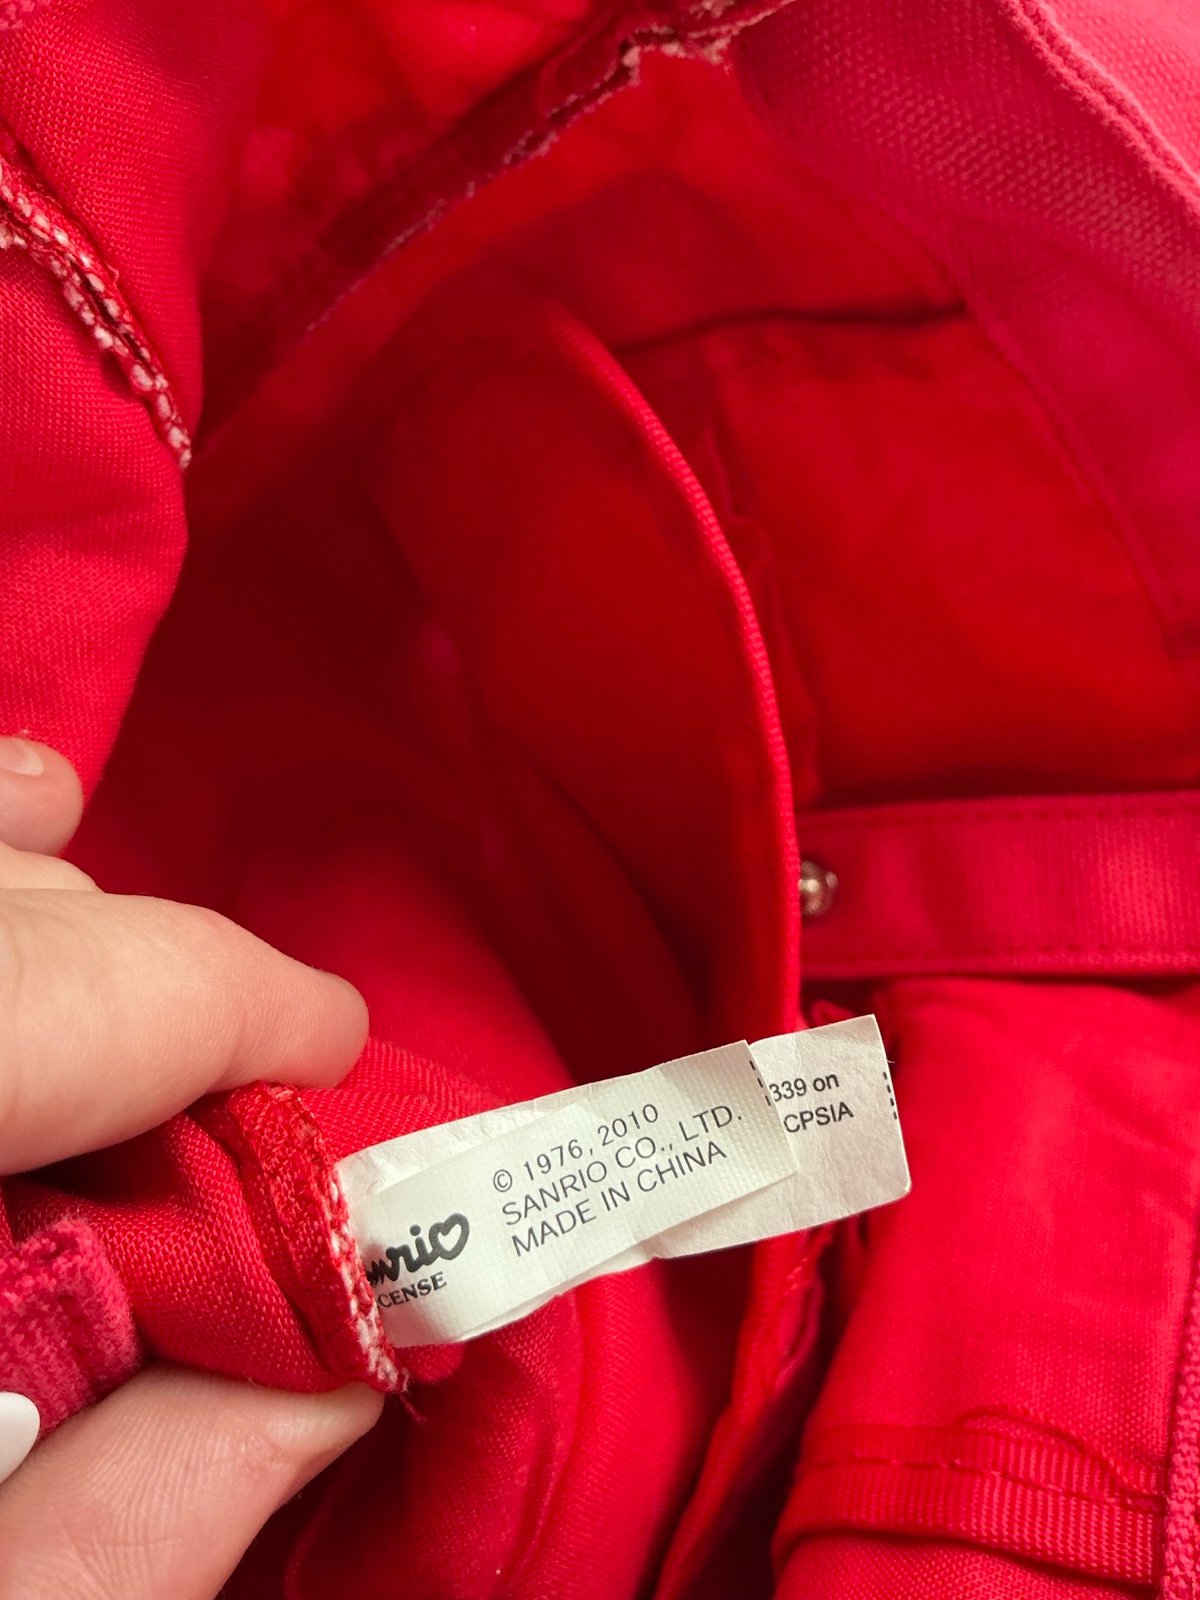 © 1976, 2010
SANRIO CO., LTD.
MADE IN CHINA
339 on
CPSIA